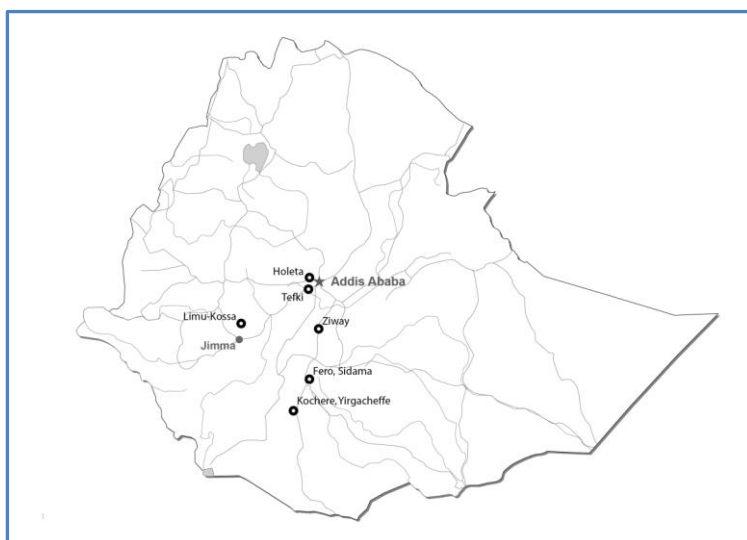 Holeta
Addis Ababa
Tefki
Limu-Kossa
Ziway
Jimma
Fero, Sidama
Kochere, Yirgacheffe